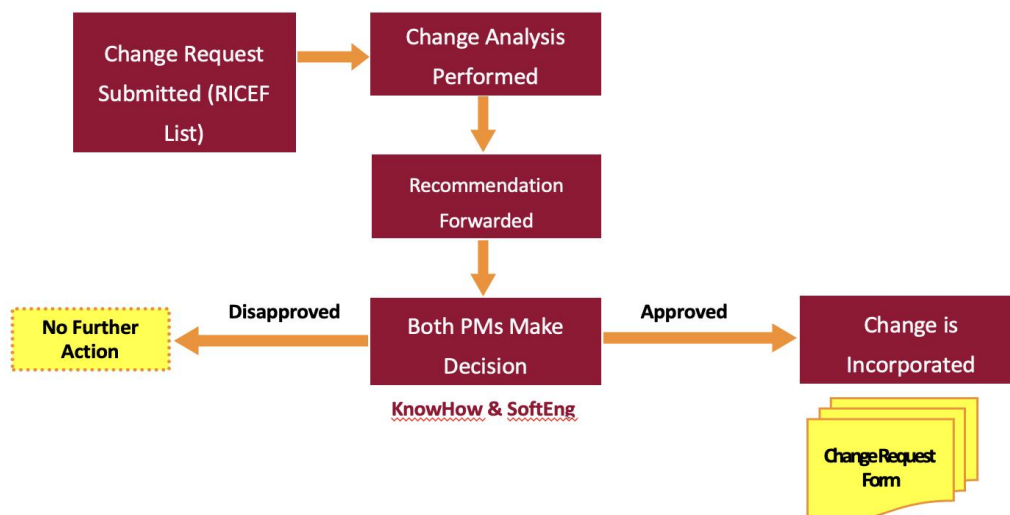 Change Request
Submitted (RICEF
List)
Change Analysis
Performed
Recommendation
Forwarded
Disapproved
Approved
No Further
Action
Both PMs Make
Decision
Change is
Incorporated
KnowHow & SoftEng
Change Request
Form